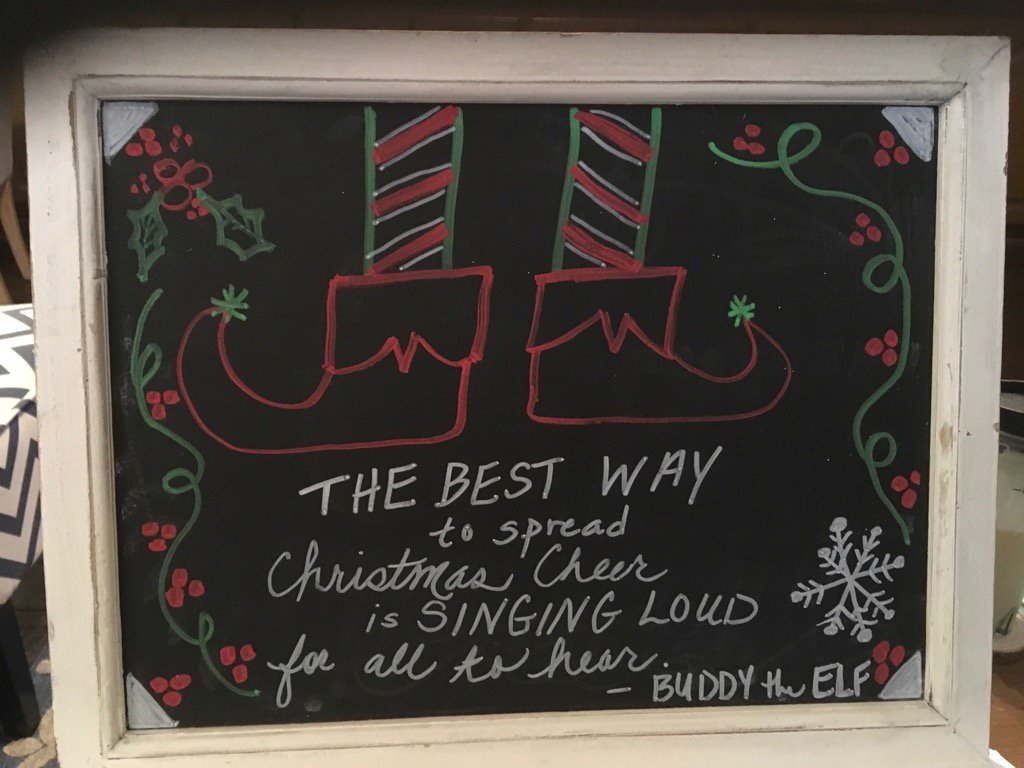 THE BEST WAY
to spread
Christmas Cheer
is SINGING LOUD
for all to hear.
- BUDDY the ELF